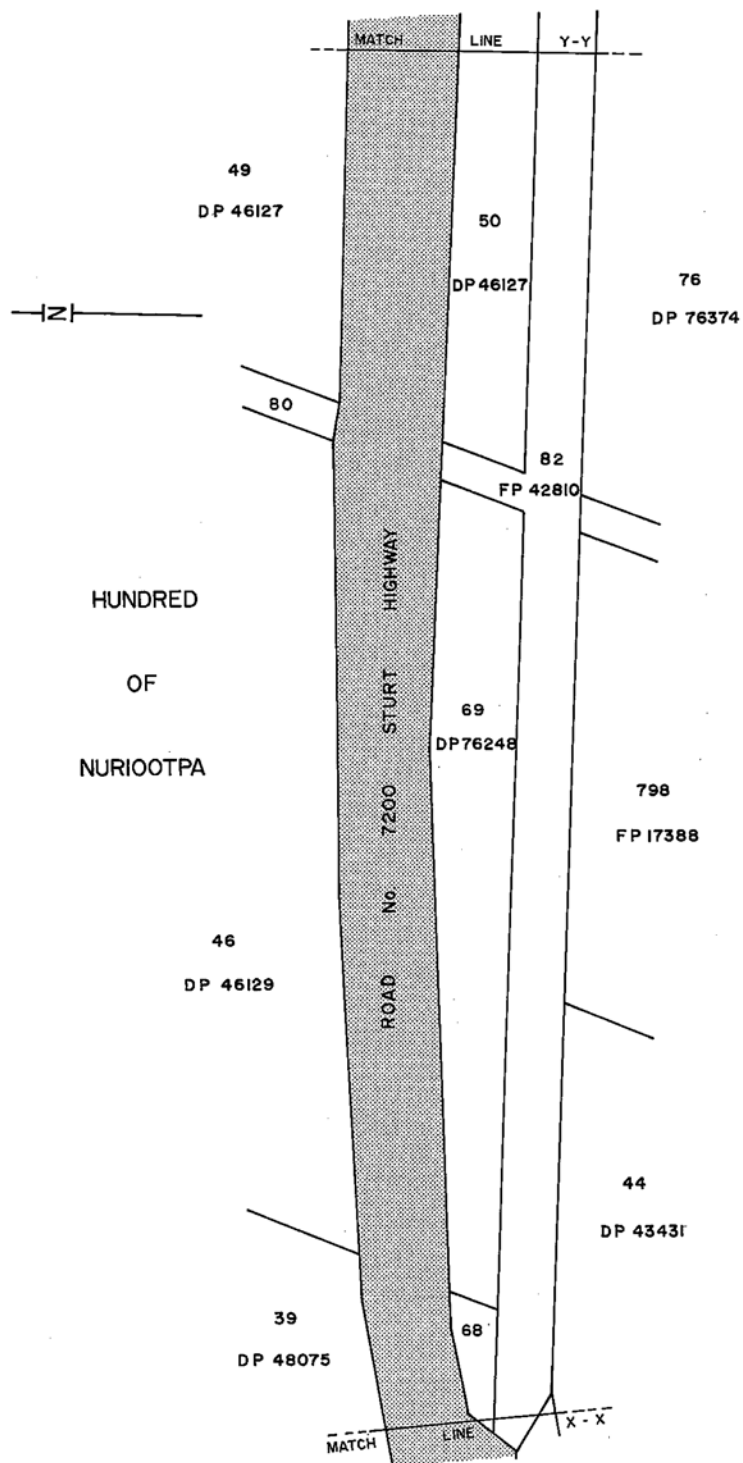 MATCH LINE Y-Y
49
DP 46127
50
DP 46127
76
DP 76374
N
80
82
FP 42810
HUNDRED
OF
NURIOOTPA
ROAD No. 7200 STURT HIGHWAY
69
DP 76248
798
FP 17388
46
DP 46129
44
DP 43431
39
DP 48075
68
MATCH LINE X-X